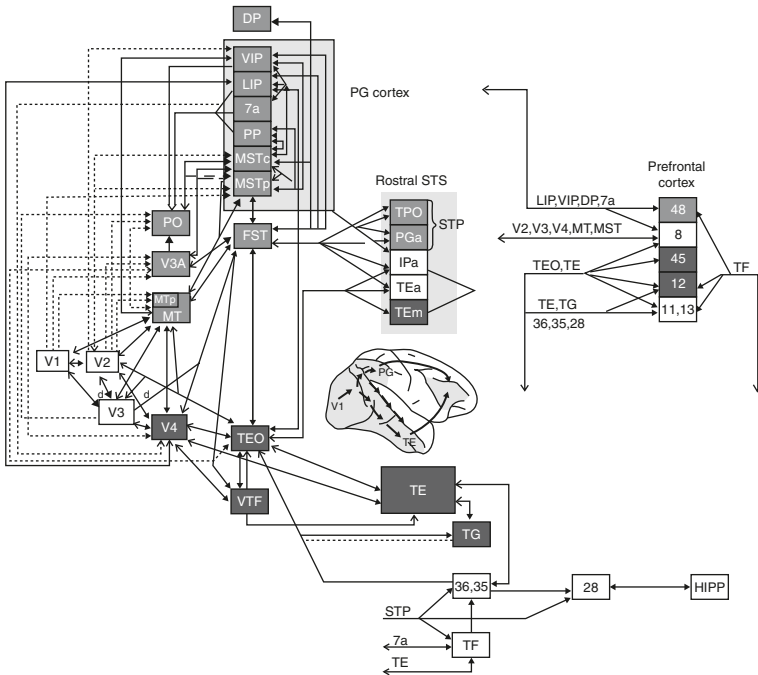 DP
VIP
LIP
7a
PP
MSTc
MSTp
PG cortex
Rostral STS
TPO
PGa
STP
IPa
TEa
TEm
Prefrontal
cortex
LIP,VIP,DP,7a
48
V2,V3,V4,MT,MST
8
TEO,TE
45
12
TF
TE,TG
11,13
36,35,28
PO
FST
V3A
MTp
MT
V1
V2
d
d
V3
V4
TEO
PG
V1
TE
VTF
TE
TG
36,35
28
HIPP
STP
7a
TF
TE